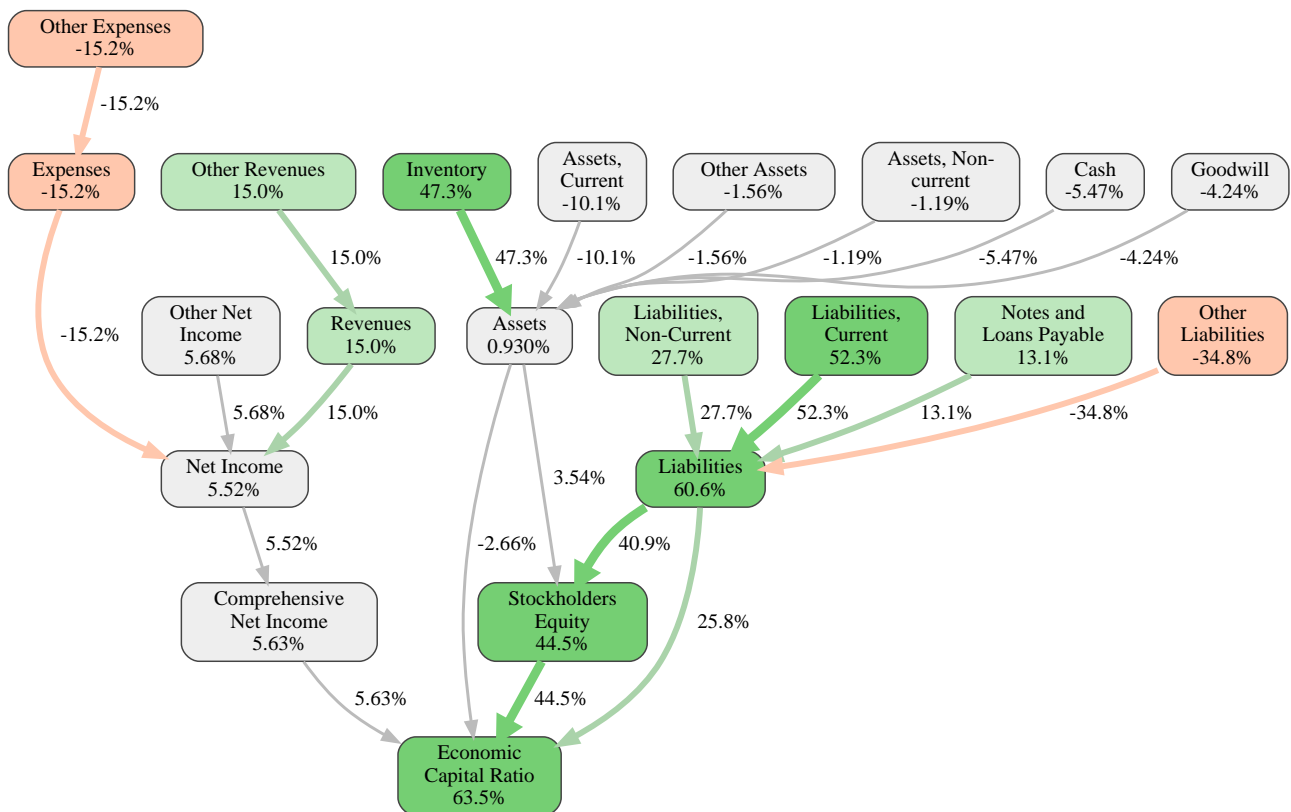 Other Expenses
-15.2%
-15.2%
Expenses
-15.2%
Other Revenues
15.0%
Inventory
47.3%
Assets,
Current
-10.1%
Other Assets
-1.56%
Assets, Non-
current
-1.19%
Cash
-5.47%
Goodwill
-4.24%
15.0%
47.3%
-10.1%
-1.56%
-1.19%
-5.47%
-4.24%
-15.2%
Other Net
Income
5.68%
Revenues
15.0%
Assets
0.930%
Liabilities,
Non-Current
27.7%
Liabilities,
Current
52.3%
Notes and
Loans Payable
13.1%
Other
Liabilities
-34.8%
5.68%
15.0%
27.7%
52.3%
13.1%
-34.8%
Net Income
5.52%
3.54%
Liabilities
60.6%
5.52%
-2.66%
40.9%
Comprehensive
Net Income
5.63%
Stockholders
Equity
44.5%
25.8%
5.63%
44.5%
Economic
Capital Ratio
63.5%